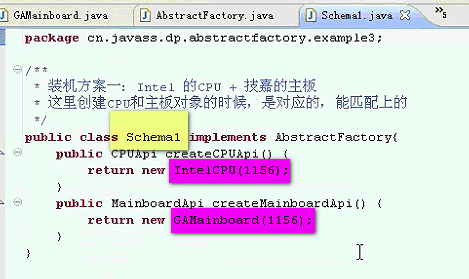 GAMainboard.java AbstractFactory.java Schema1.java »5
package cn.javass.dp.abstractfactory.example3;
/**
* 装机方案一：Intel 的CPU + 技嘉的主板
* 这里创建CPU和主板对象的时候，是对应的，能匹配上的
*/
public class Schema1 implements AbstractFactory{
public CPUApi createCPUApi() {
return new IntelCPU(1156);
}
public MainboardApi createMainboardApi() {
return new GAMainboard(1156);
}
}